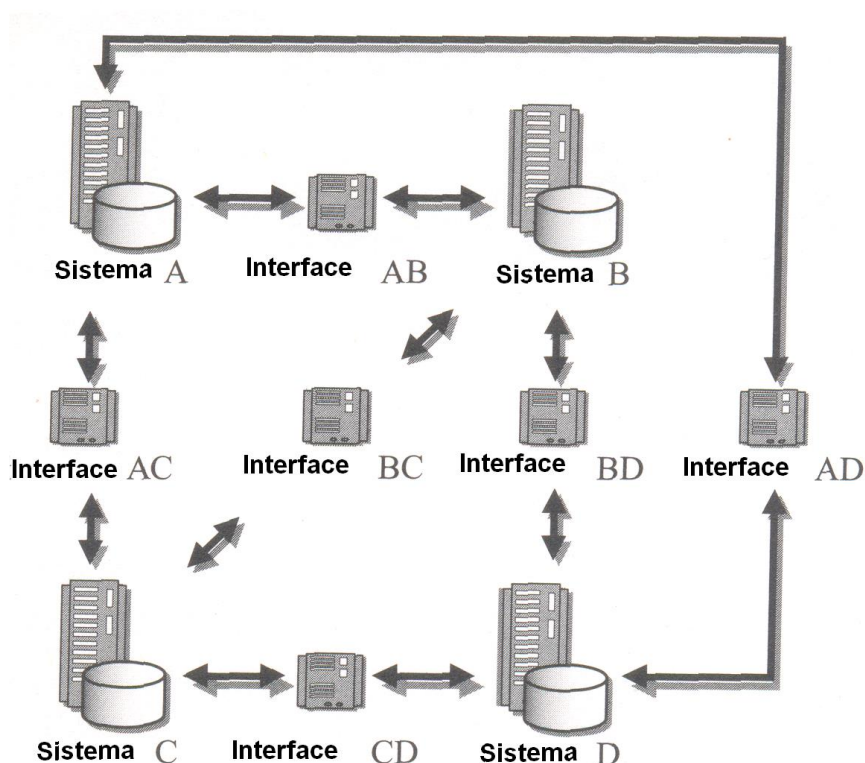 Sistema A
Interface AB
Sistema B
Interface AC
Interface BC
Interface BD
Interface AD
Sistema C
Interface CD
Sistema D